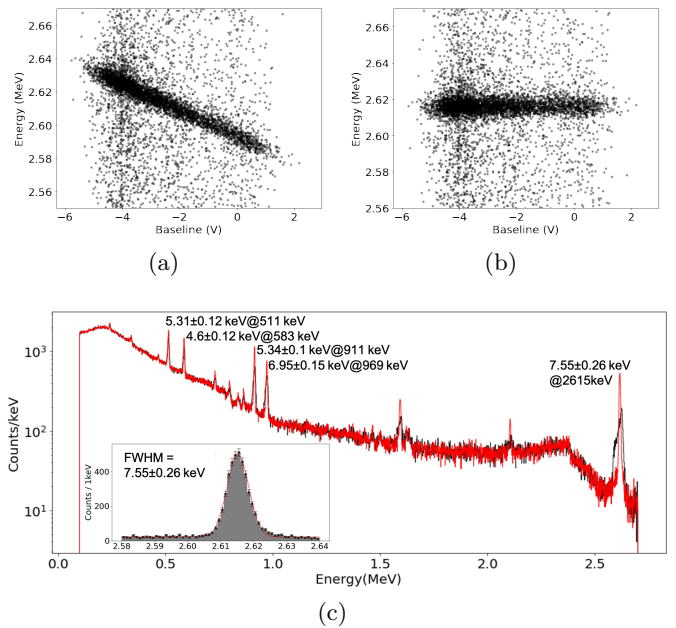 2.66
2.64
2.62
2.60
2.58
2.56
Energy (MeV)
−6 −4 −2 0 2
Baseline (V)
(a)
2.66
2.64
2.62
2.60
2.58
2.56
Energy (MeV)
−6 −4 −2 0 2
Baseline (V)
(b)
5.31±0.12 keV@511 keV
4.6±0.12 keV@583 keV
5.34±0.1 keV@911 keV
6.95±0.15 keV@969 keV
7.55±0.26 keV
@2615keV
10³
10²
10¹
Counts/keV
FWHM =
7.55±0.26 keV
400
200
0
Counts / 1keV
2.58 2.59 2.60 2.61 2.62 2.63 2.64
0.0 0.5 1.0 1.5 2.0 2.5
Energy(MeV)
(c)